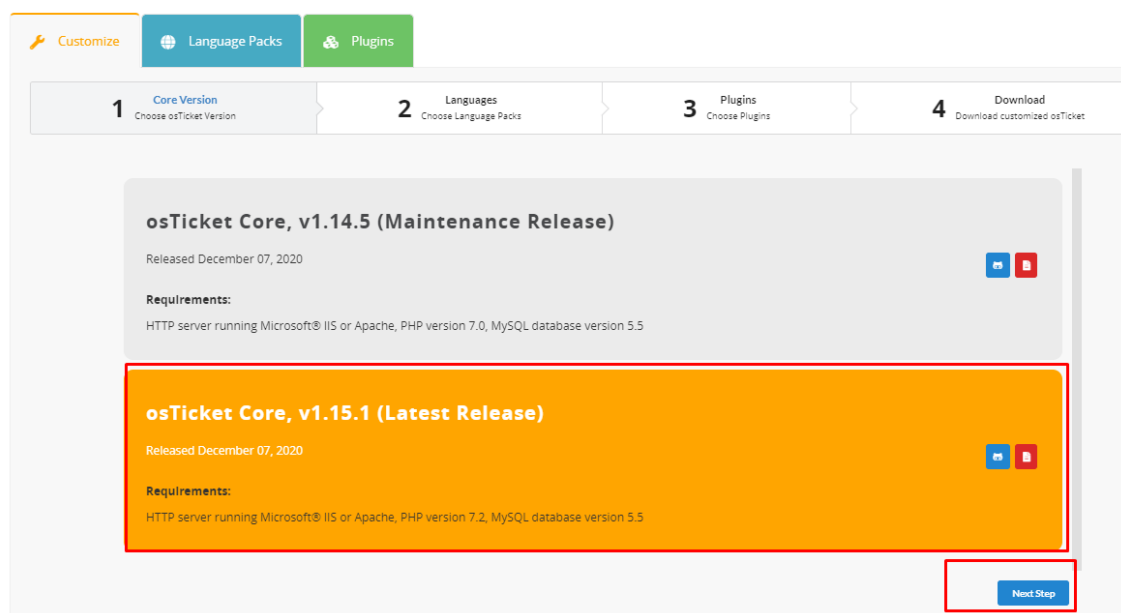 Customize
Language Packs
Plugins
1 Core Version
Choose osTicket Version
2 Languages
Choose Language Packs
3 Plugins
Choose Plugins
4 Download
Download customized osTicket
osTicket Core, v1.14.5 (Maintenance Release)
Released December 07, 2020
Requirements:
HTTP server running Microsoft® IIS or Apache, PHP version 7.0, MySQL database version 5.5
osTicket Core, v1.15.1 (Latest Release)
Released December 07, 2020
Requirements:
HTTP server running Microsoft® IIS or Apache, PHP version 7.2, MySQL database version 5.5
Next Step